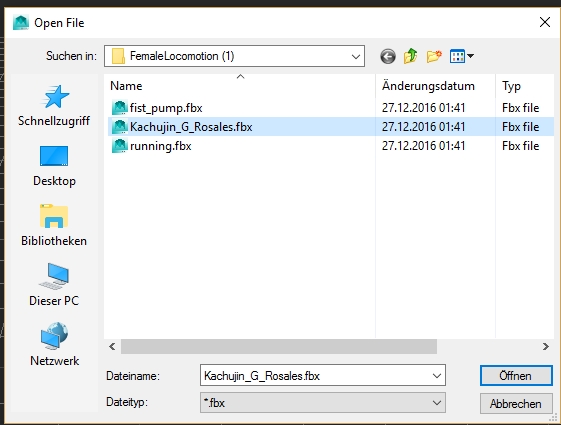 Open File
Suchen in: FemaleLocomotion (1)
Name Änderungsdatum Typ
fist_pump.fbx 27.12.2016 01:41 Fbx file
Kachujin_G_Rosales.fbx 27.12.2016 01:41 Fbx file
running.fbx 27.12.2016 01:41 Fbx file
Schnellzugriff
Desktop
Bibliotheken
Dieser PC
Netzwerk
Dateiname: Kachujin_G_Rosales.fbx Öffnen
Dateityp: *.fbx Abbrechen